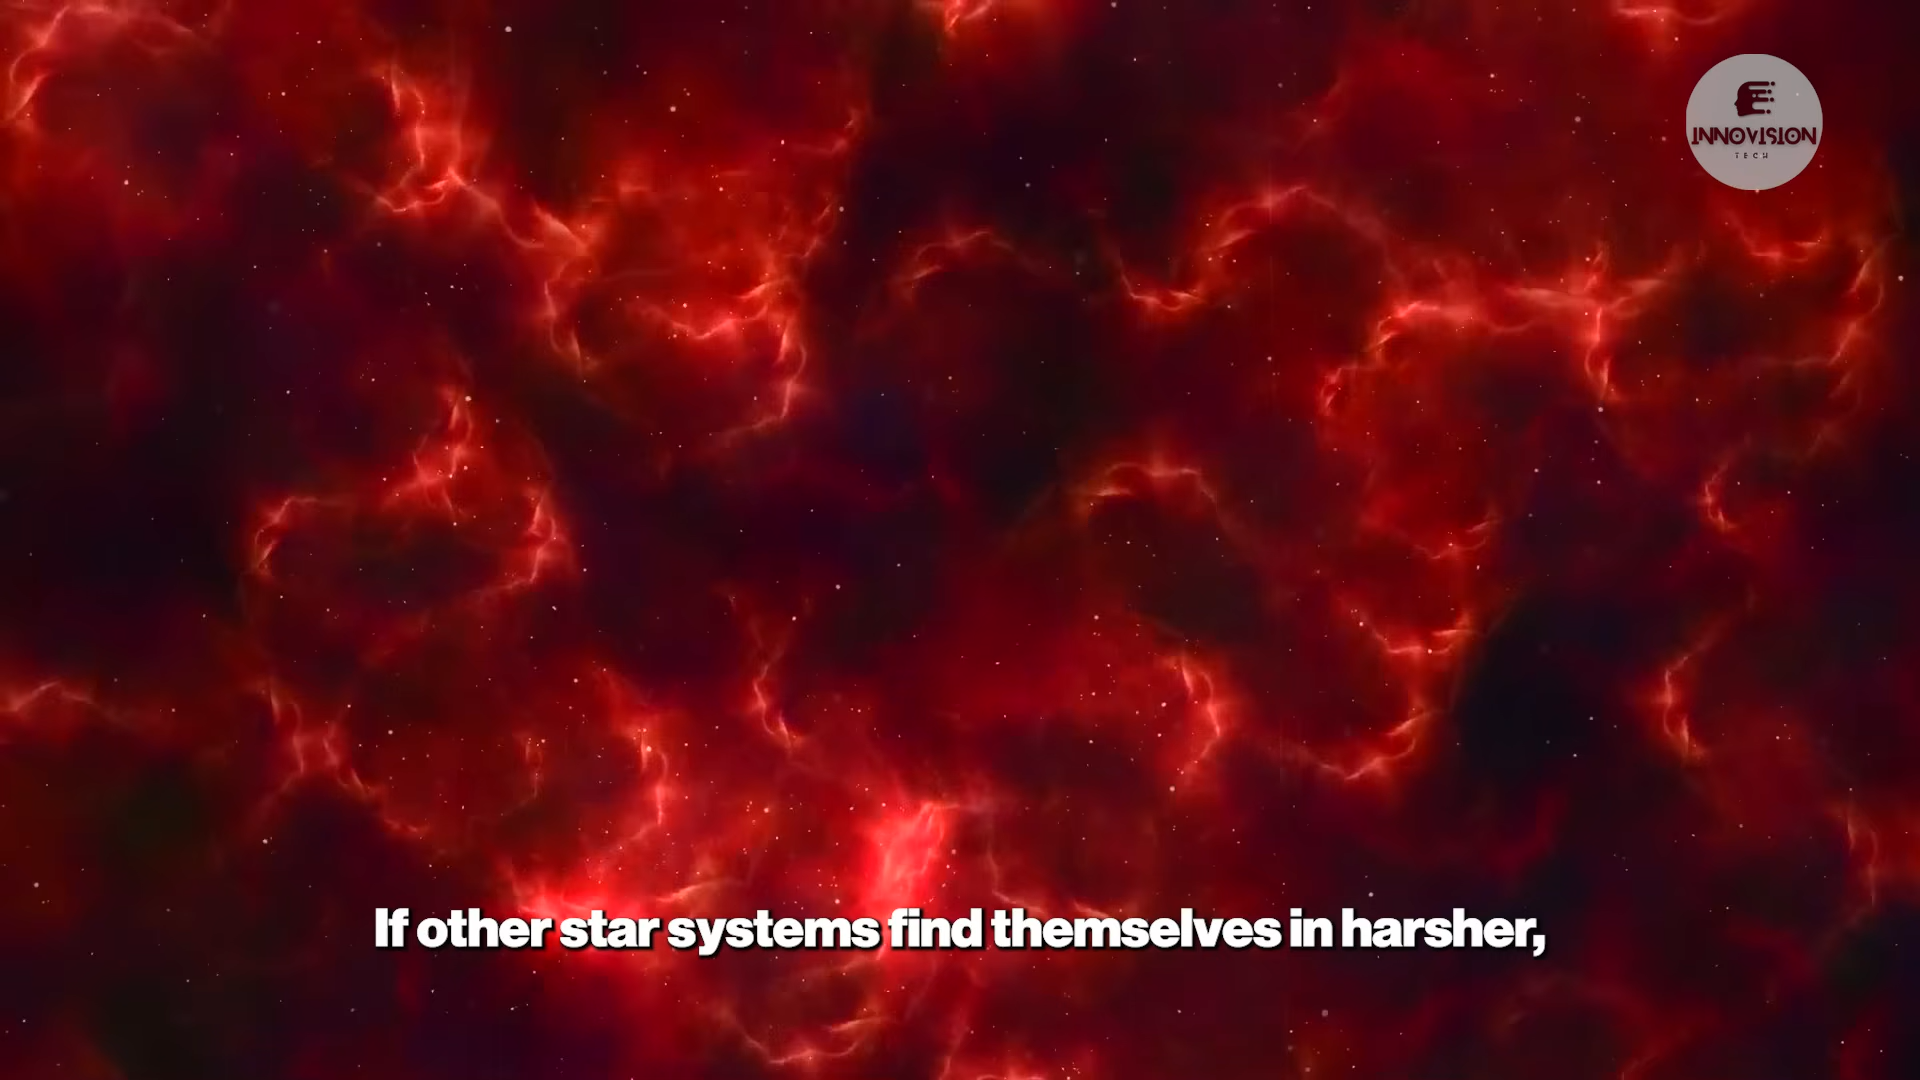 INNOVISION
TECH
If other star systems find themselves in harsher,